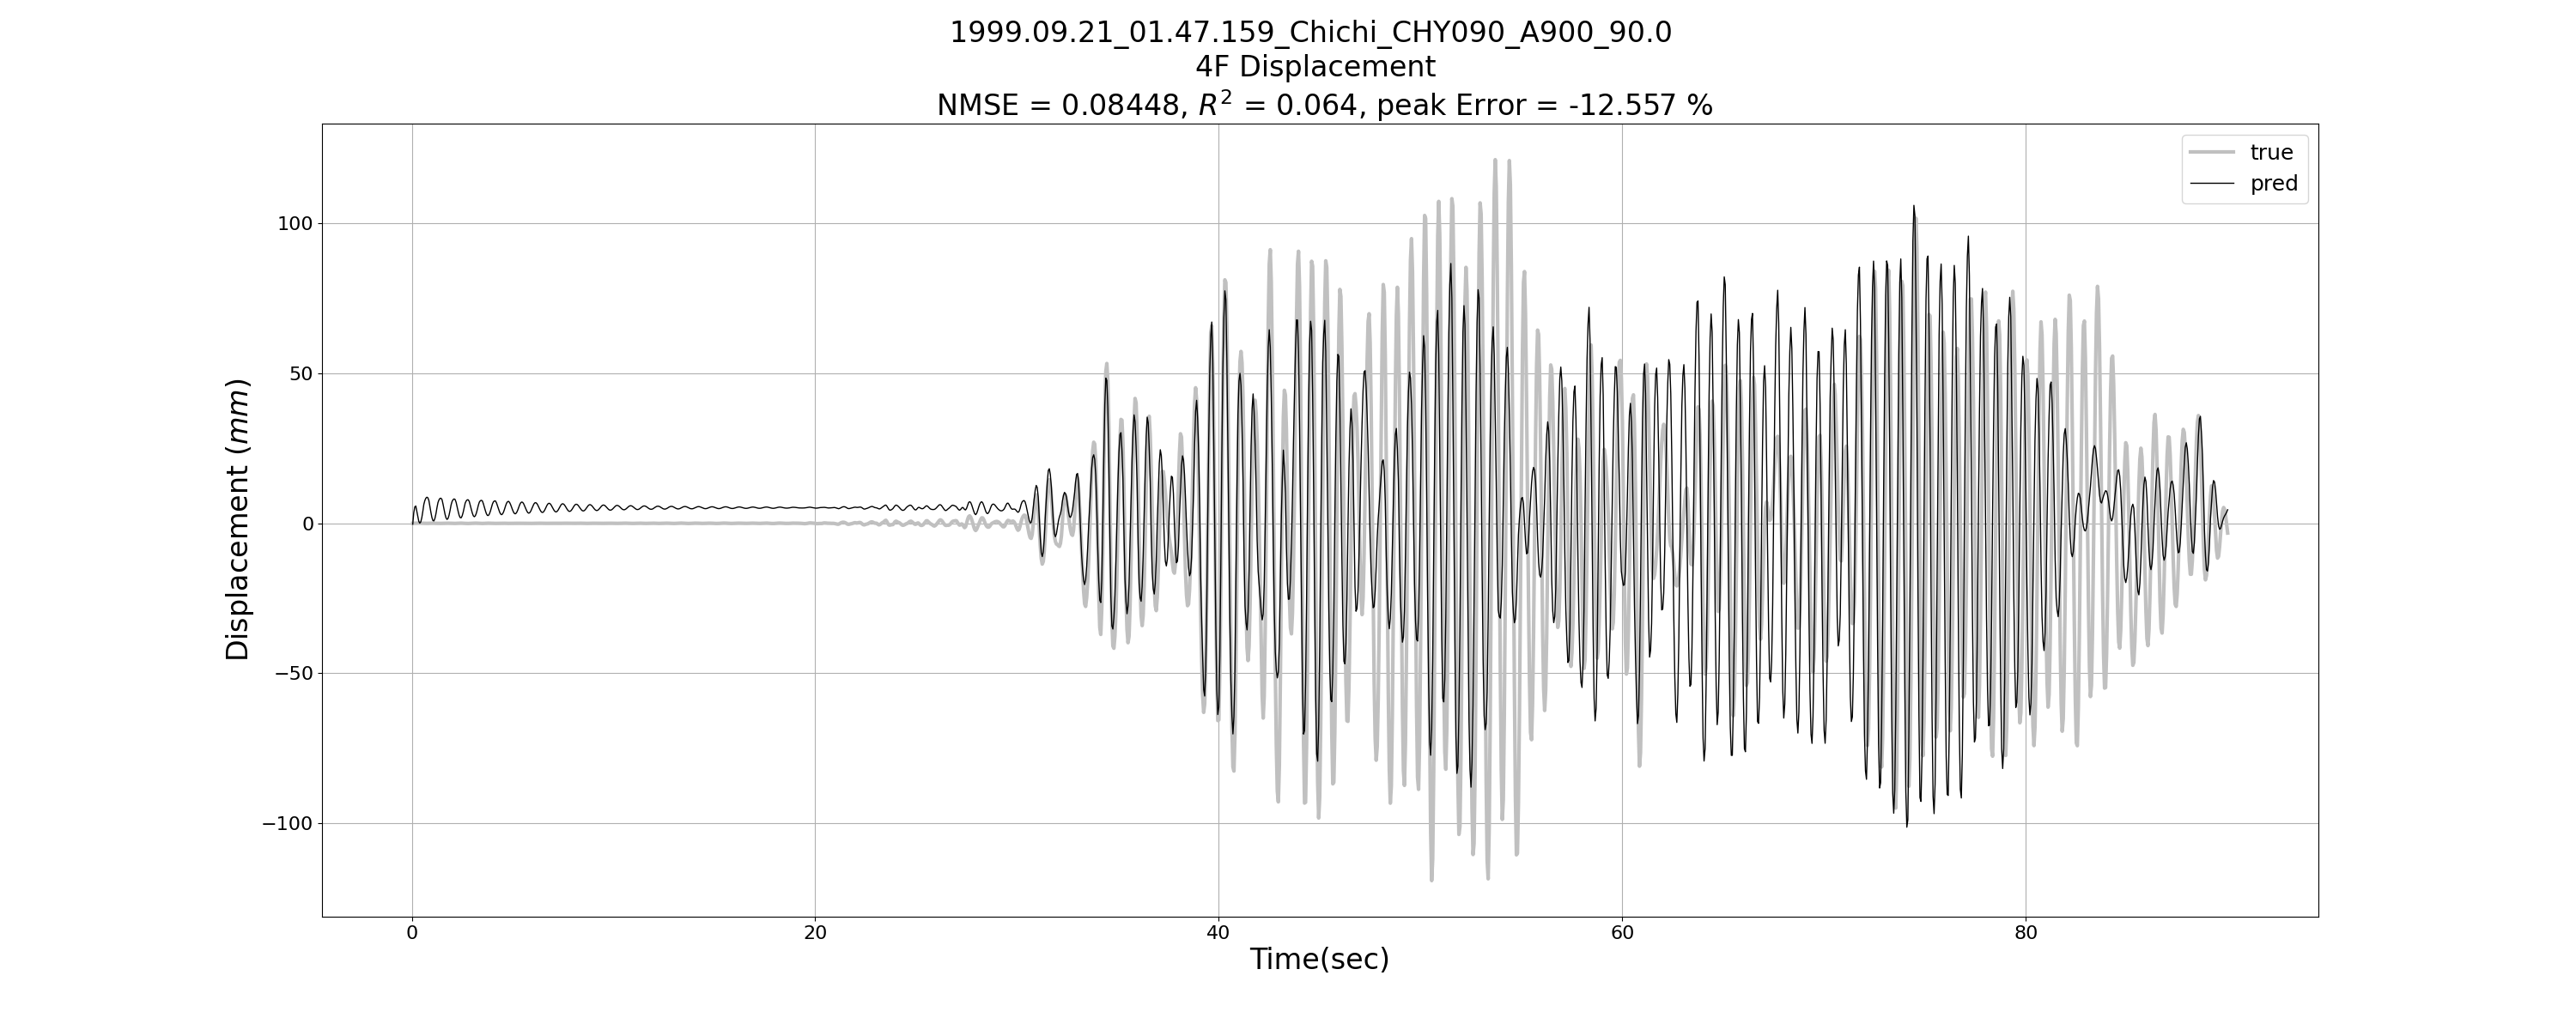 1999.09.21_01.47.159_Chichi_CHY090_A900_90.0
4F Displacement
NMSE = 0.08448, R² = 0.064, peak Error = -12.557 %
true
pred
Displacement (mm)
100
50
0
−50
−100
0 20 40 60 80
Time(sec)